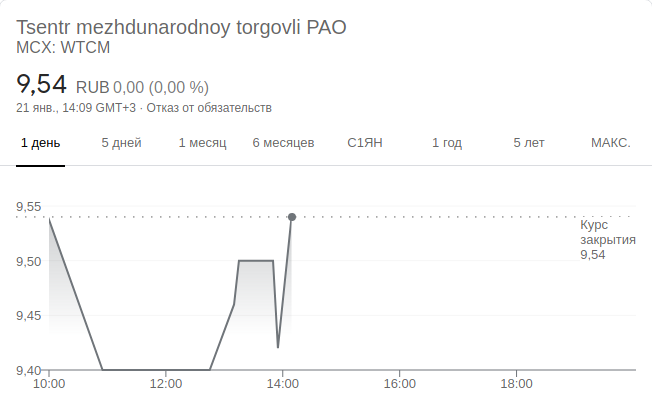 Tsentr mezhdunarodnoy torgovli PAO
MCX: WTCM
9,54 RUB 0,00 (0,00 %)
21 янв., 14:09 GMT+3 · Отказ от обязательств
1 день 5 дней 1 месяц 6 месяцев С1ЯН 1 год 5 лет МАКС.
9,55
Курс
закрытия
9,54
9,50
9,45
9,40
10:00 12:00 14:00 16:00 18:00